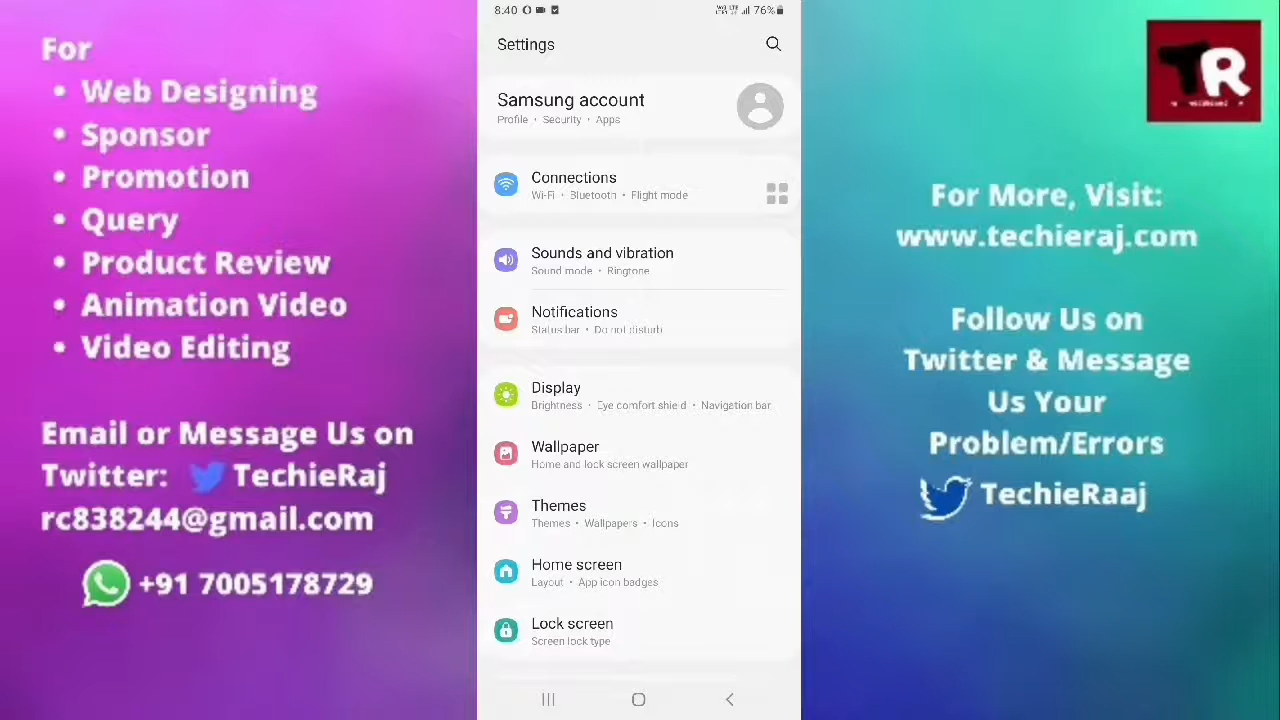 For
• Web Designing
• Sponsor
• Promotion
• Query
• Product Review
• Animation Video
• Video Editing
Email or Message Us on
Twitter: TechieRaj
rc838244@gmail.com
+91 7005178729
8:40
76%
Settings
Samsung account
Profile • Security • Apps
Connections
Wi-Fi • Bluetooth • Flight mode
Sounds and vibration
Sound mode • Ringtone
Notifications
Status bar • Do not disturb
Display
Brightness • Eye comfort shield • Navigation bar
Wallpaper
Home and lock screen wallpaper
Themes
Themes • Wallpapers • Icons
Home screen
Layout • App icon badges
Lock screen
Screen lock type
TR
For More, Visit:
www.techieraj.com
Follow Us on
Twitter & Message
Us Your
Problem/Errors
TechieRaaj